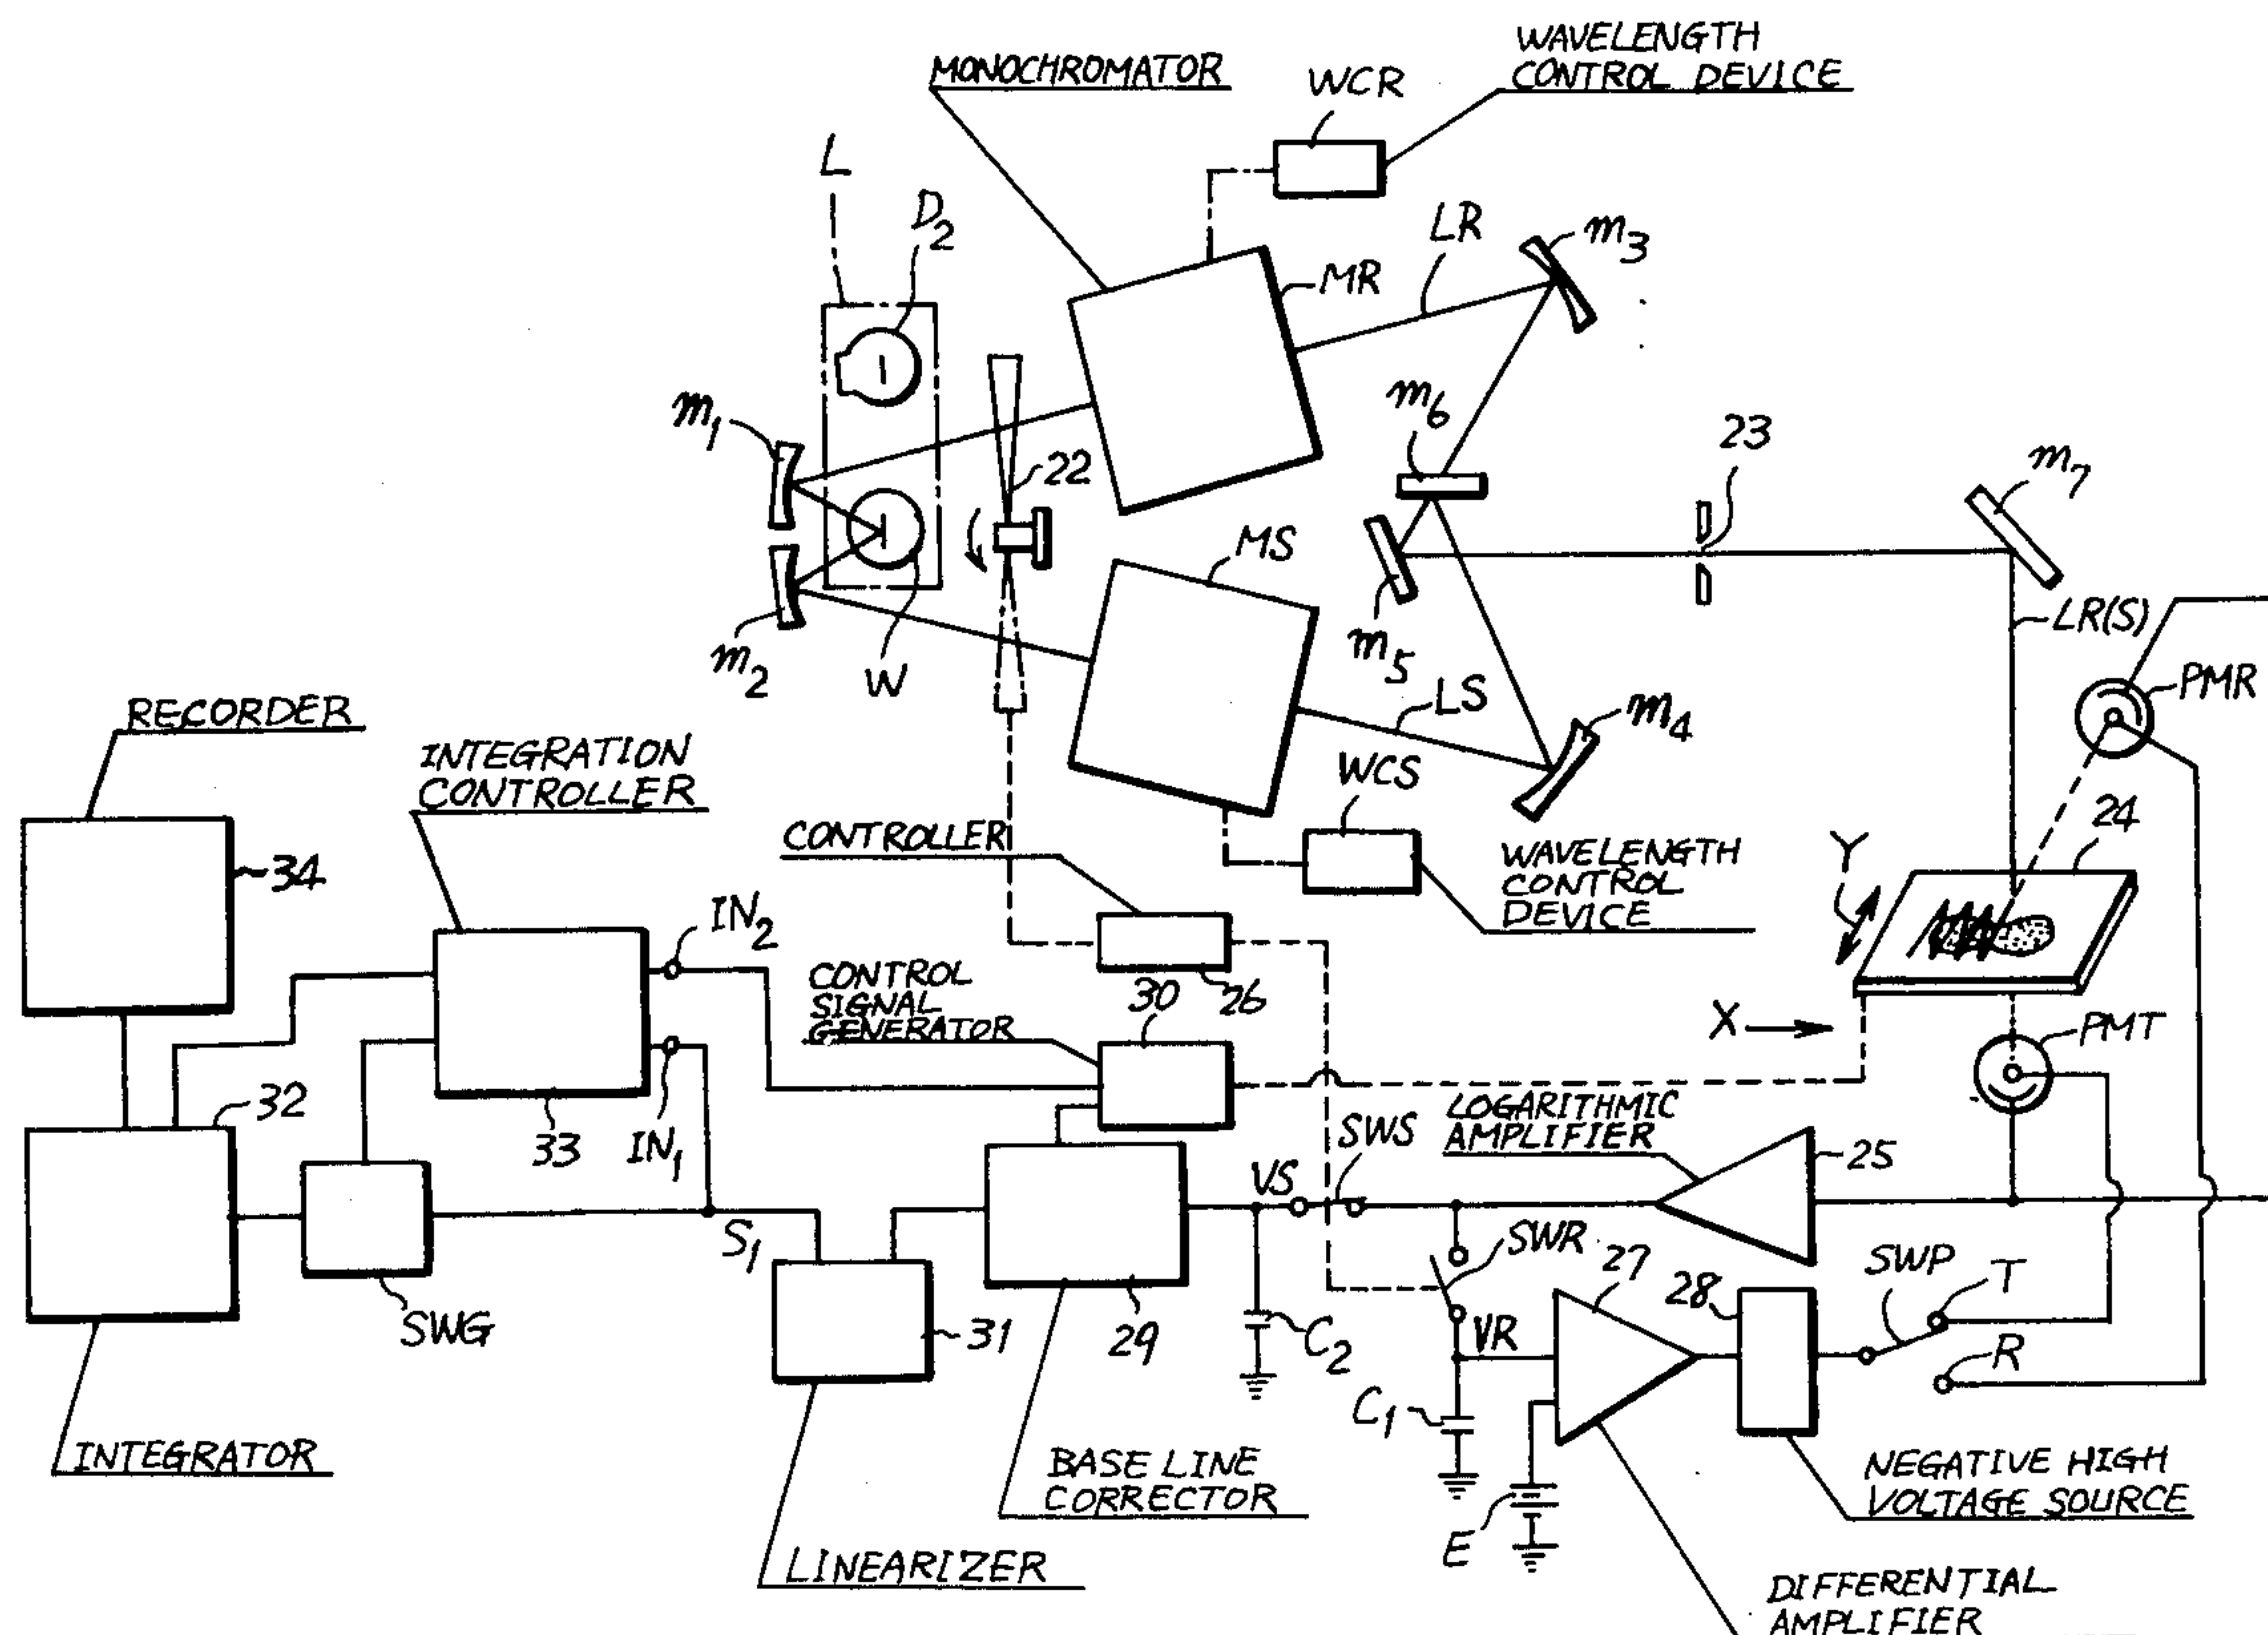 WAVELENGTH
CONTROL DEVICE
MONOCHROMATOR
WCR
L
D2
LR
m3
MR
m1
m6
23
m7
22
MS
m5
LR(S)
m2
W
LS
m4
PMR
RECORDER
INTEGRATION
CONTROLLER
WCS
CONTROLLER
WAVELENGTH
CONTROL
DEVICE
24
Y
34
IN2
CONTROL
SIGNAL
GENERATOR
30
26
X
PMT
32
33
IN1
SWS
LOGARITHMIC
AMPLIFIER
25
VS
S1
SWR
27
28
SWP
T
SWG
31
29
C2
VR
R
C1
INTEGRATOR
BASE LINE
CORRECTOR
NEGATIVE HIGH
VOLTAGE SOURCE
E
LINEARIZER
DIFFERENTIAL
AMPLIFIER